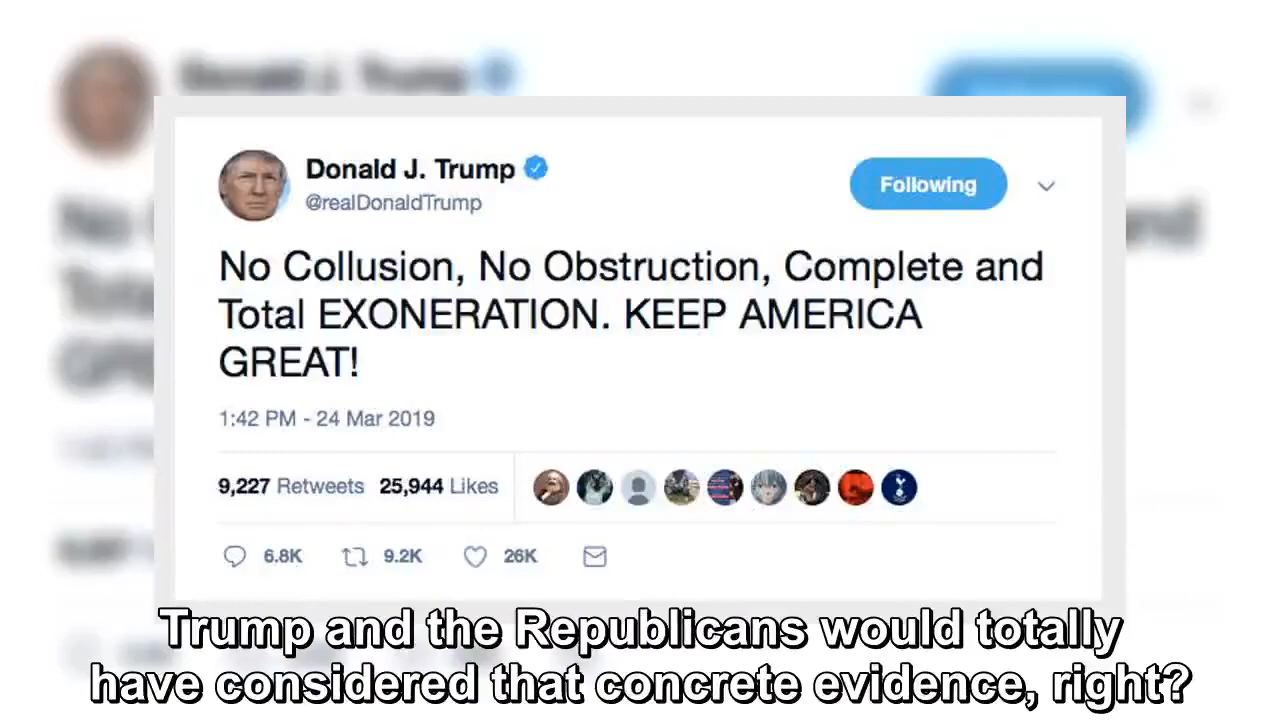 Donald J. Trump
@realDonaldTrump
Following
No Collusion, No Obstruction, Complete and
Total EXONERATION. KEEP AMERICA
GREAT!
1:42 PM - 24 Mar 2019
9,227 Retweets 25,944 Likes
6.8K 9.2K 26K
Trump and the Republicans would totally
have considered that concrete evidence, right?